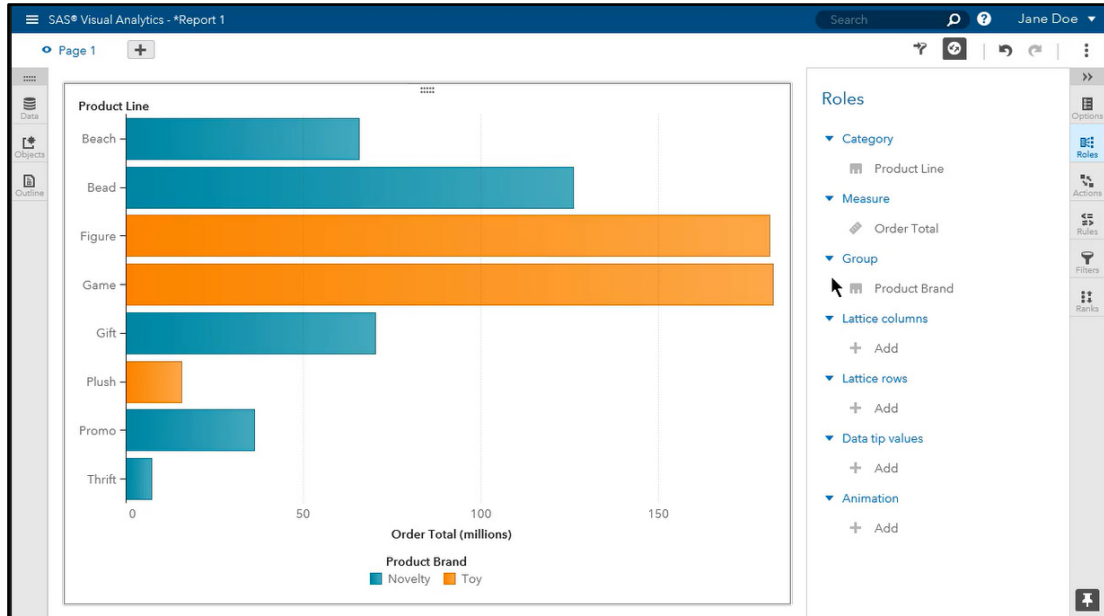 SAS® Visual Analytics - *Report 1
Search
Jane Doe
Page 1
Data
Objects
Outline
Product Line
Beach
Bead
Figure
Game
Gift
Plush
Promo
Thrift
0 50 100 150
Order Total (millions)
Product Brand
Novelty Toy
Roles
Category
Product Line
Measure
Order Total
Group
Product Brand
Lattice columns
+ Add
Lattice rows
+ Add
Data tip values
+ Add
Animation
+ Add
Options
Roles
Actions
Rules
Filters
Ranks